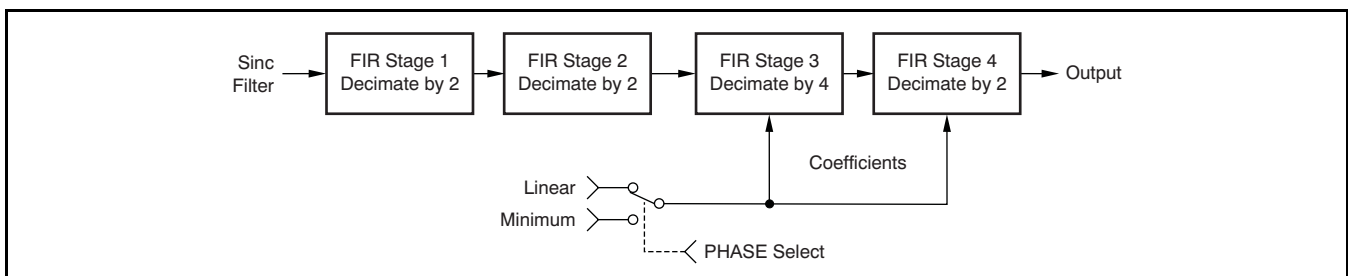 Sinc
Filter
FIR Stage 1
Decimate by 2
FIR Stage 2
Decimate by 2
FIR Stage 3
Decimate by 4
FIR Stage 4
Decimate by 2
Output
Coefficients
Linear
Minimum
PHASE Select